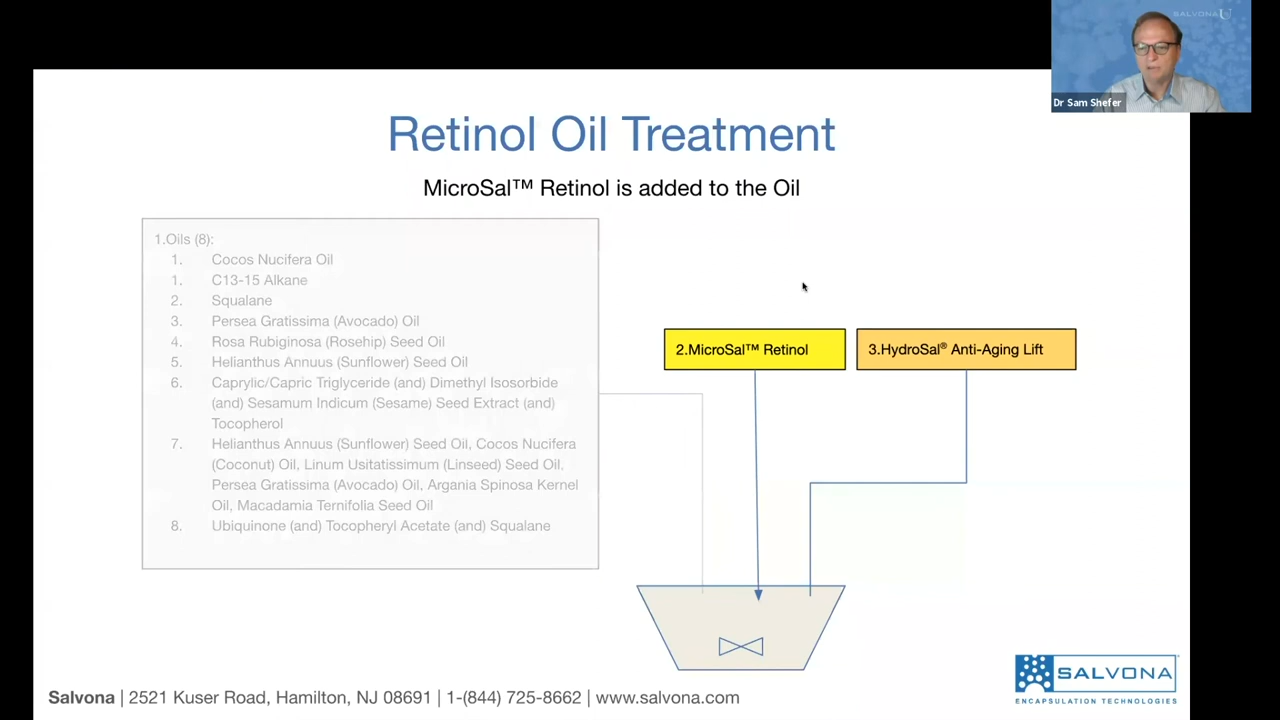 SALVONA
Dr Sam Shefer
Retinol Oil Treatment
MicroSal™ Retinol is added to the Oil
1.Oils (8):
1. Cocos Nucifera Oil
1. C13-15 Alkane
2. Squalane
3. Persea Gratissima (Avocado) Oil
4. Rosa Rubiginosa (Rosehip) Seed Oil
5. Helianthus Annuus (Sunflower) Seed Oil
6. Caprylic/Capric Triglyceride (and) Dimethyl Isosorbide
(and) Sesamum Indicum (Sesame) Seed Extract (and)
Tocopherol
7. Helianthus Annuus (Sunflower) Seed Oil, Cocos Nucifera
(Coconut) Oil, Linum Usitatissimum (Linseed) Seed Oil,
Persea Gratissima (Avocado) Oil, Argania Spinosa Kernel
Oil, Macadamia Ternifolia Seed Oil
8. Ubiquinone (and) Tocopheryl Acetate (and) Squalane
2.MicroSal™ Retinol
3.HydroSal® Anti-Aging Lift
SALVONA
ENCAPSULATION TECHNOLOGIES
Salvona | 2521 Kuser Road, Hamilton, NJ 08691 | 1-(844) 725-8662 | www.salvona.com